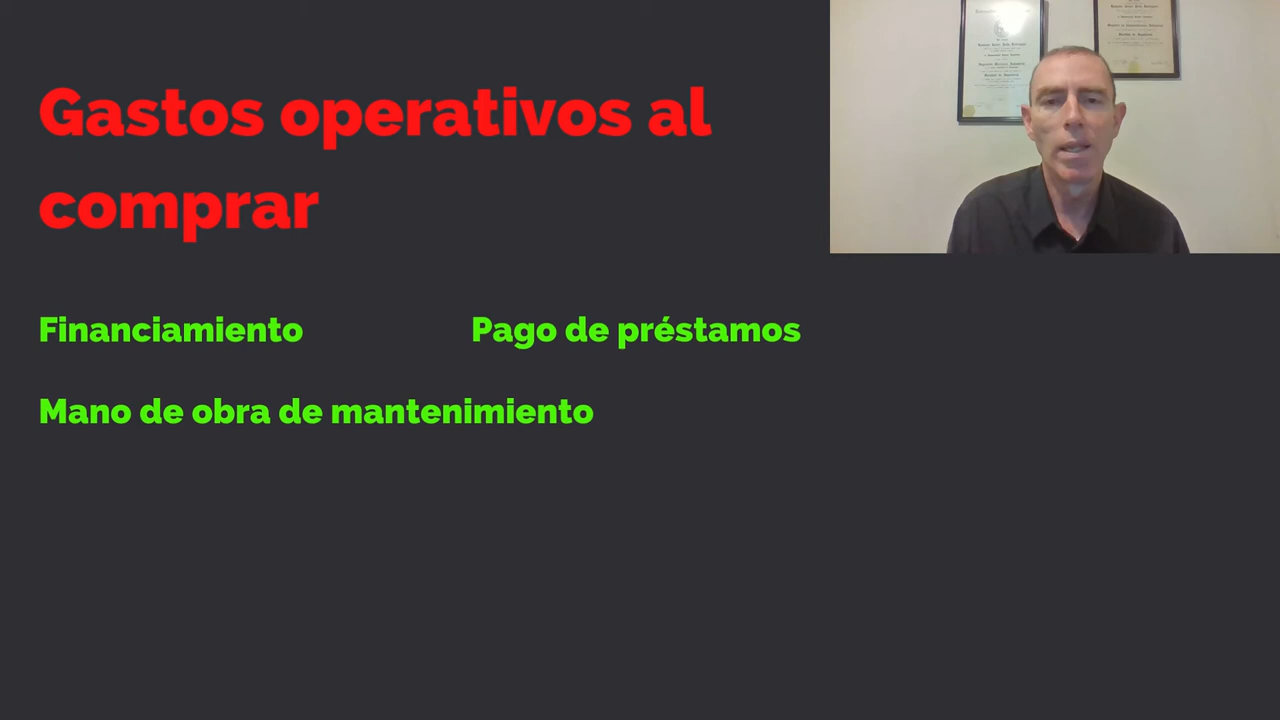 Gastos operativos al
comprar
Financiamiento
Pago de préstamos
Mano de obra de mantenimiento